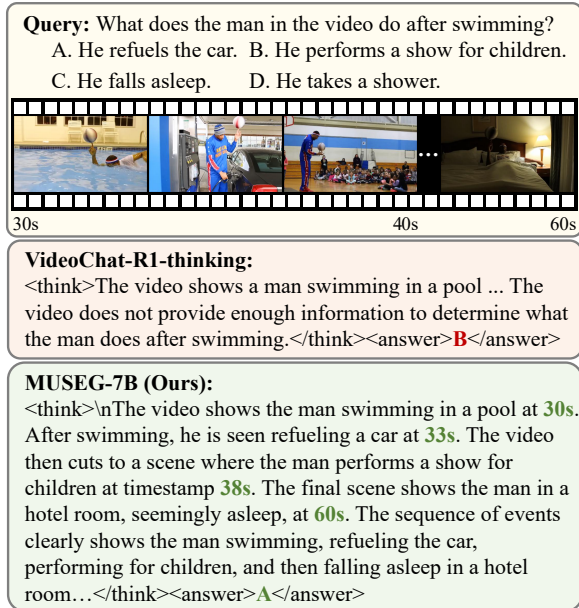 Query: What does the man in the video do after swimming?
A. He refuels the car. B. He performs a show for children.
C. He falls asleep. D. He takes a shower.
...
30s 40s 60s
VideoChat-R1-thinking:
<think>The video shows a man swimming in a pool ... The
video does not provide enough information to determine what
the man does after swimming.</think><answer>B</answer>
MUSEG-7B (Ours):
<think>\nThe video shows the man swimming in a pool at 30s.
After swimming, he is seen refueling a car at 33s. The video
then cuts to a scene where the man performs a show for
children at timestamp 38s. The final scene shows the man in a
hotel room, seemingly asleep, at 60s. The sequence of events
clearly shows the man swimming, refueling the car,
performing for children, and then falling asleep in a hotel
room…</think><answer>A</answer>